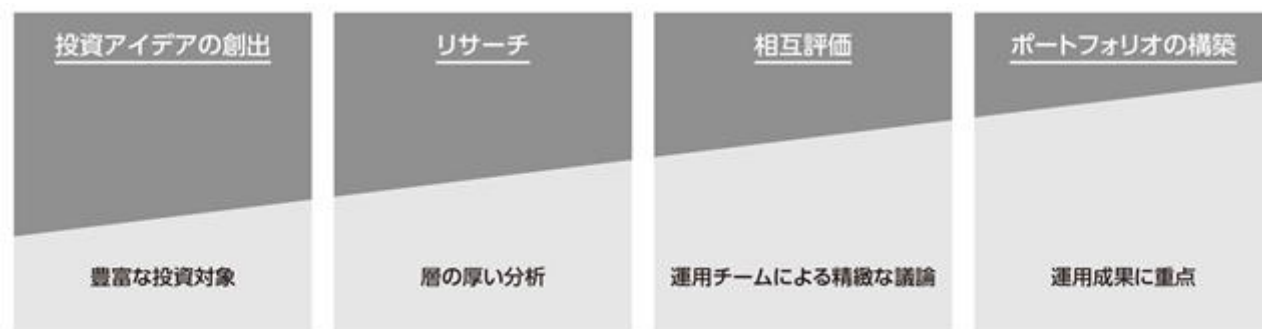 投資アイデアの創出
リサーチ
相互評価
ポートフォリオの構築
豊富な投資対象
層の厚い分析
運用チームによる精緻な議論
運用成果に重点